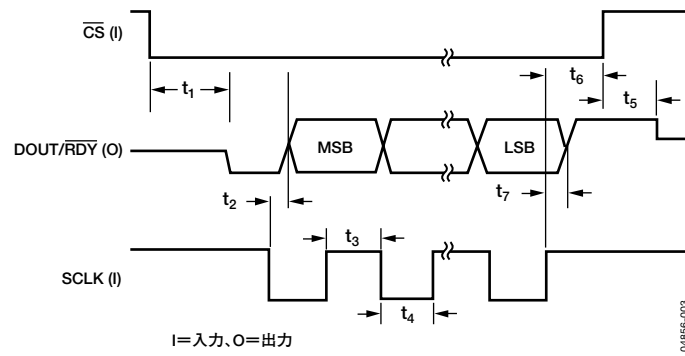 CS (I)
t1
t6
t5
DOUT/RDY (O)
MSB
LSB
t2
t7
t3
SCLK (I)
t4
I=入力、O=出力
04856-003